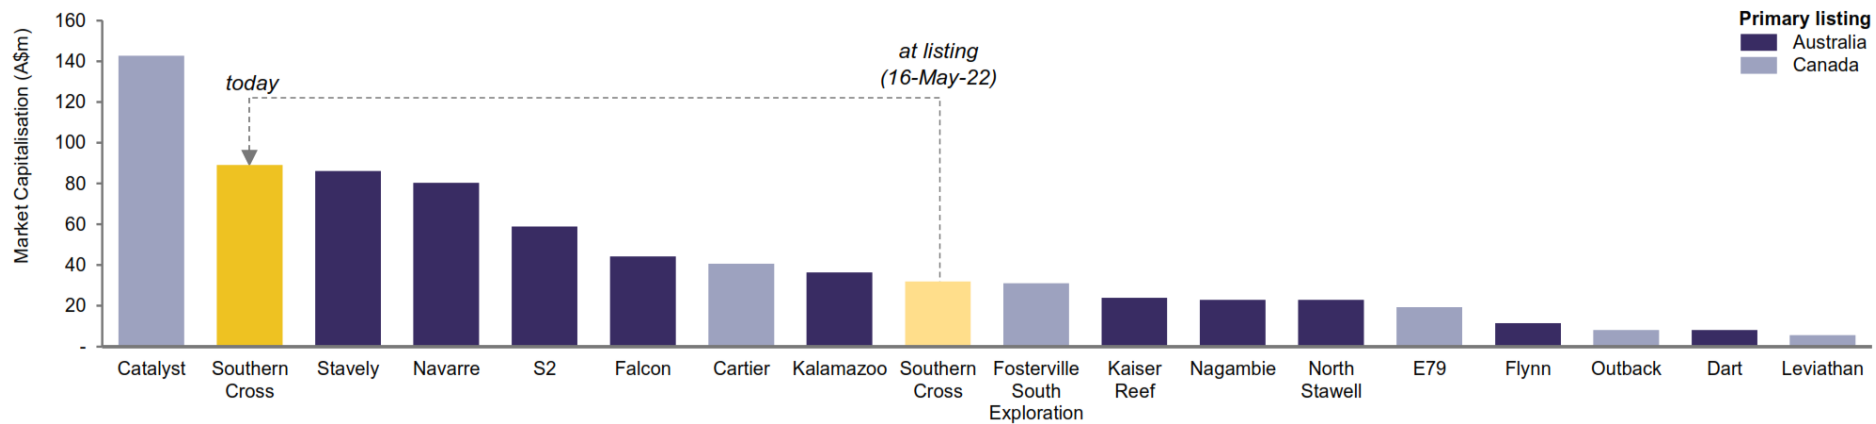 Market Capitalisation (A$m)
160
140
120
100
80
60
40
20
-
today
at listing
(16-May-22)
Primary listing
Australia
Canada
Catalyst
Southern
Cross
Stavely
Navarre
S2
Falcon
Cartier
Kalamazoo
Southern
Cross
Fosterville
South
Exploration
Kaiser
Reef
Nagambie
North
Stawell
E79
Flynn
Outback
Dart
Leviathan